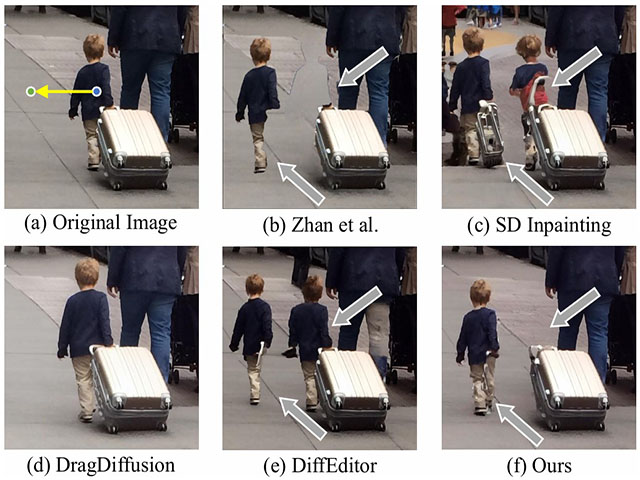 (a) Original Image
(b) Zhan et al.
(c) SD Inpainting
(d) DragDiffusion
(e) DiffEditor
(f) Ours